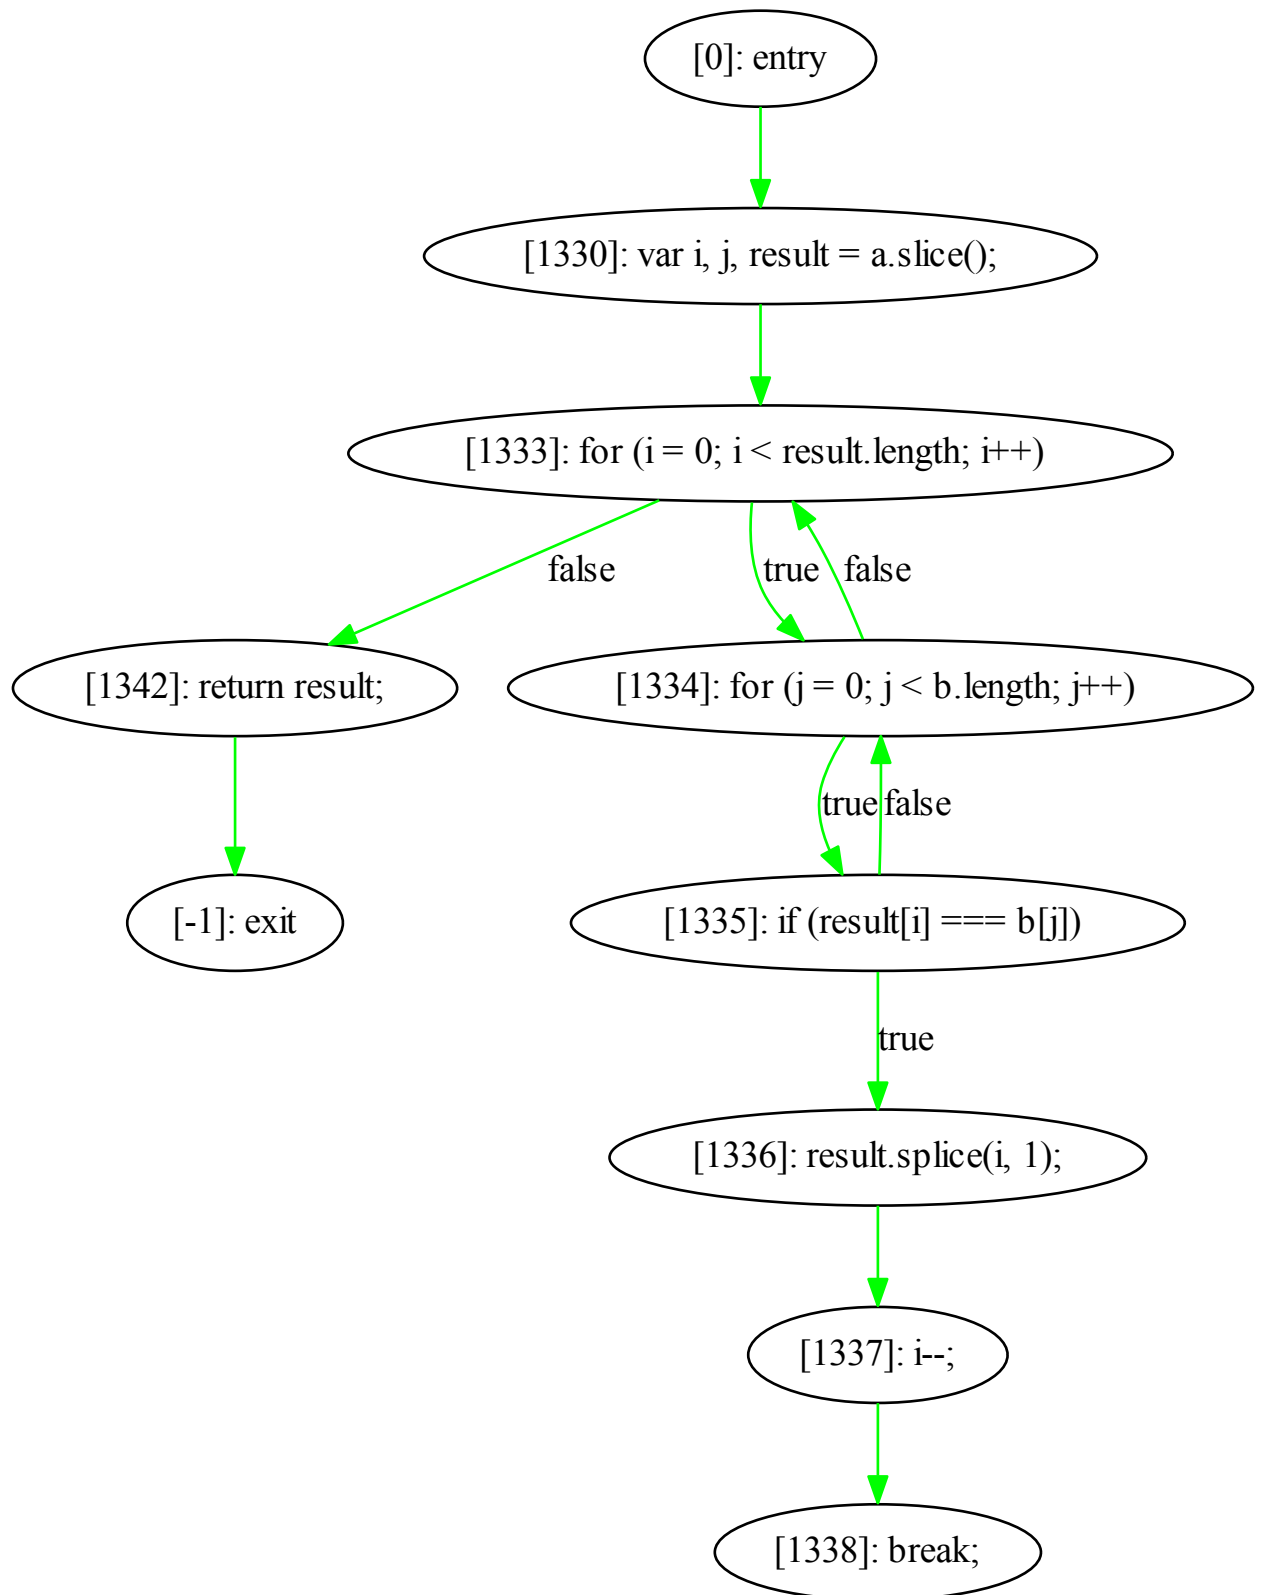 [0]: entry
[1330]: var i, j, result = a.slice();
[1333]: for (i = 0; i < result.length; i++)
false
true
false
[1342]: return result;
[1334]: for (j = 0; j < b.length; j++)
true
false
[-1]: exit
[1335]: if (result[i] === b[j])
true
[1336]: result.splice(i, 1);
[1337]: i--;
[1338]: break;